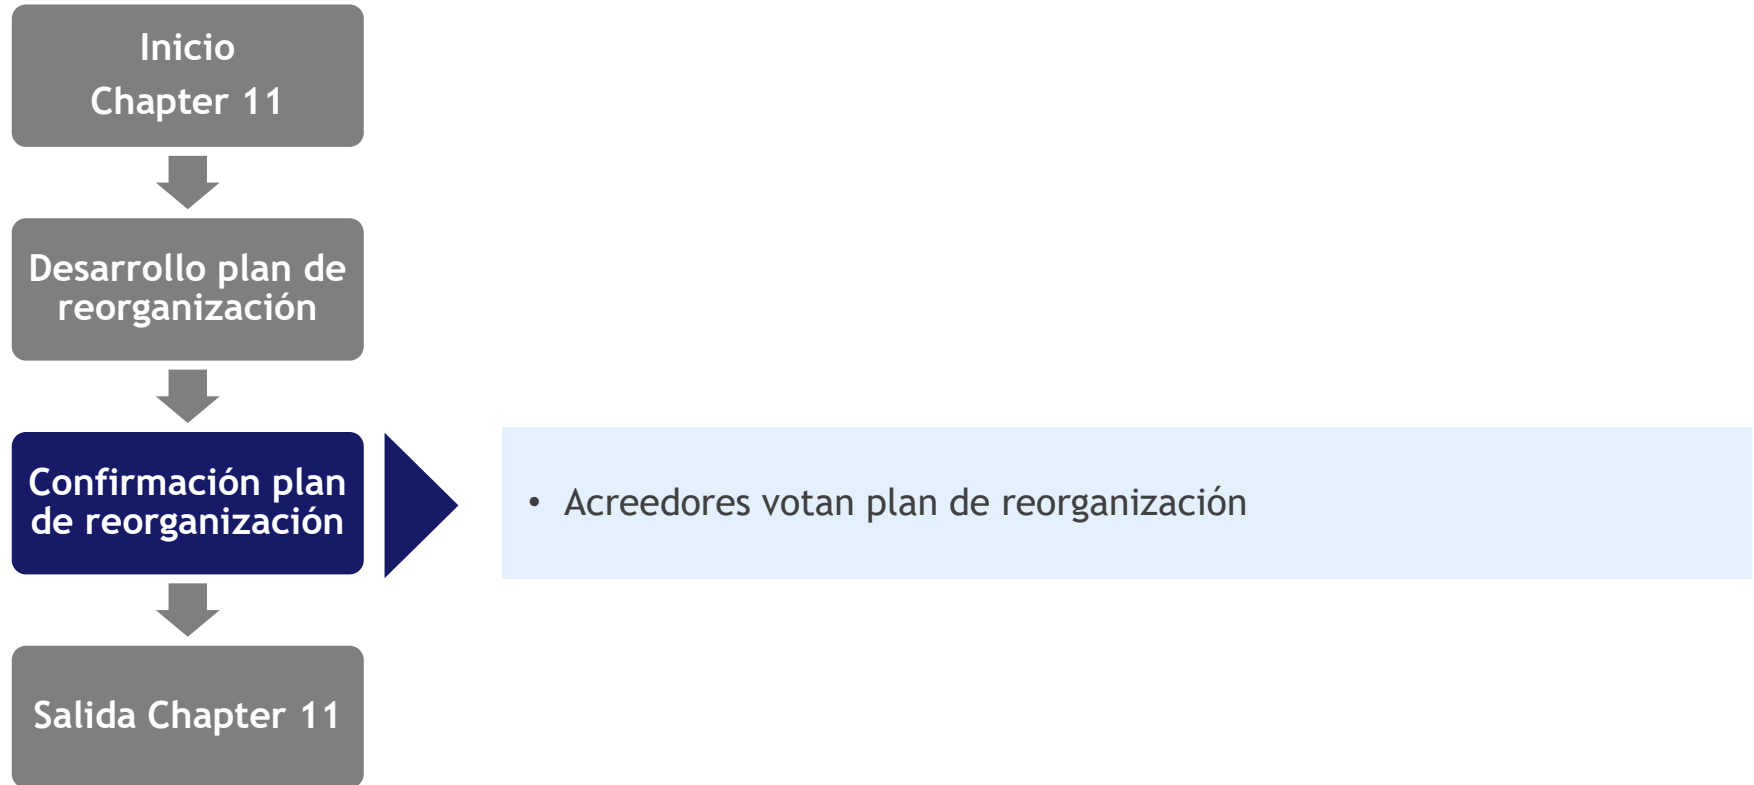 Inicio
Chapter 11
Desarrollo plan de
reorganización
Confirmación plan
de reorganización
• Acreedores votan plan de reorganización
Salida Chapter 11